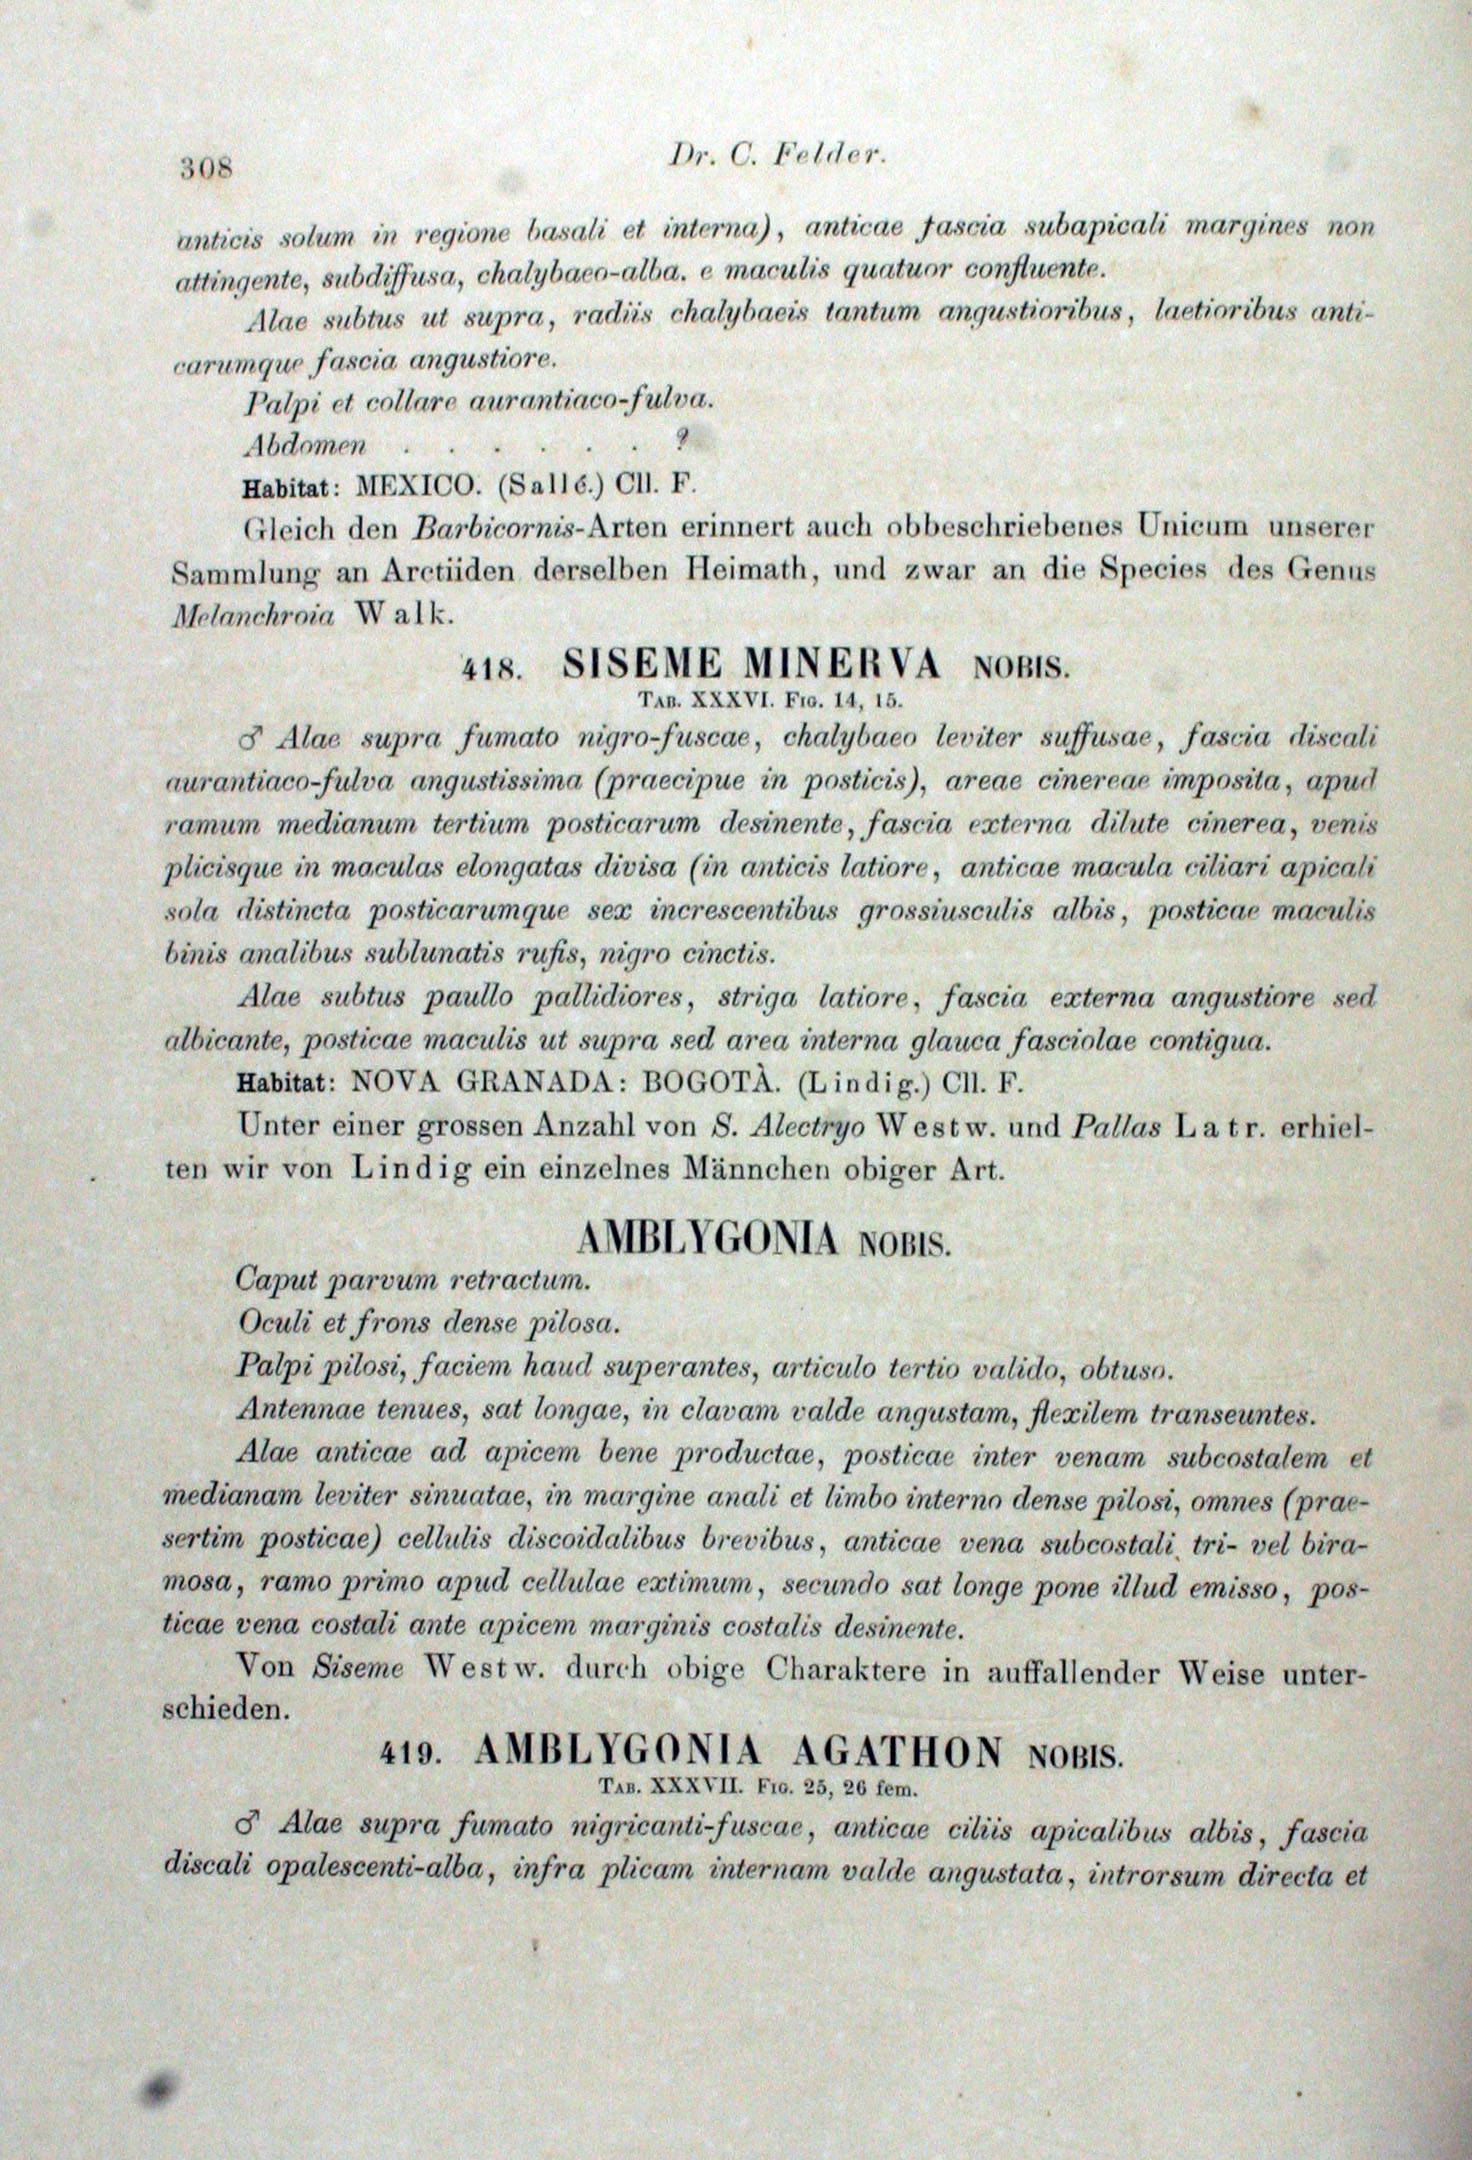 308
Dr. C. Felder.
anticis solum in regione basali et interna), anticae fascia subapicali margines non
attingente, subdiffusa, chalybaeo-alba. e maculis quatuor confluente.
Alae subtus ut supra, radiis chalybaeis tantum angustioribus, laetioribus anti-
carumque fascia angustiore.
Palpi et collare aurantiaco-fulva.
Abdomen . . . . . . ?
Habitat: MEXICO. (Sallé.) Cll. F.
Gleich den Barbicornis-Arten erinnert auch obbeschriebenes Unicum unserer
Sammlung an Arctiiden derselben Heimath, und zwar an die Species des Genus
Melanchroia Walk.
418. SISEME MINERVA NOBIS.
TAB. XXXVI. FIG. 14, 15.
♂ Alae supra fumato nigro-fuscae, chalybaeo leviter suffusae, fascia discali
aurantiaco-fulva angustissima (praecipue in posticis), areae cinereae imposita, apud
ramum medianum tertium posticarum desinente, fascia externa dilute cinerea, venis
plicisque in maculas elongatas divisa (in anticis latiore, anticae macula ciliari apicali
sola distincta posticarumque sex increscentibus grossiusculis albis, posticae maculis
binis analibus sublunatis rufis, nigro cinctis.
Alae subtus paullo pallidiores, striga latiore, fascia externa angustiore sed
albicante, posticae maculis ut supra sed area interna glauca fasciolae contigua.
Habitat: NOVA GRANADA: BOGOTÀ. (Lindig.) Cll. F.
Unter einer grossen Anzahl von S. Alectryo Westw. und Pallas Latr. erhiel-
ten wir von Lindig ein einzelnes Männchen obiger Art.
AMBLYGONIA NOBIS.
Caput parvum retractum.
Oculi et frons dense pilosa.
Palpi pilosi, faciem haud superantes, articulo tertio valido, obtuso.
Antennae tenues, sat longae, in clavam valde angustam, flexilem transeuntes.
Alae anticae ad apicem bene productae, posticae inter venam subcostalem et
medianam leviter sinuatae, in margine anali et limbo interno dense pilosi, omnes (prae-
sertim posticae) cellulis discoidalibus brevibus, anticae vena subcostali, tri- vel bira-
mosa, ramo primo apud cellulae extimum, secundo sat longe pone illud emisso, pos-
ticae vena costali ante apicem marginis costalis desinente.
Von Siseme Westw. durch obige Charaktere in auffallender Weise unter-
schieden.
419. AMBLYGONIA AGATHON NOBIS.
TAB. XXXVII. FIG. 25, 26 fem.
♂ Alae supra fumato nigricanti-fuscae, anticae ciliis apicalibus albis, fascia
discali opalescenti-alba, infra plicam internam valde angustata, introrsum directa et